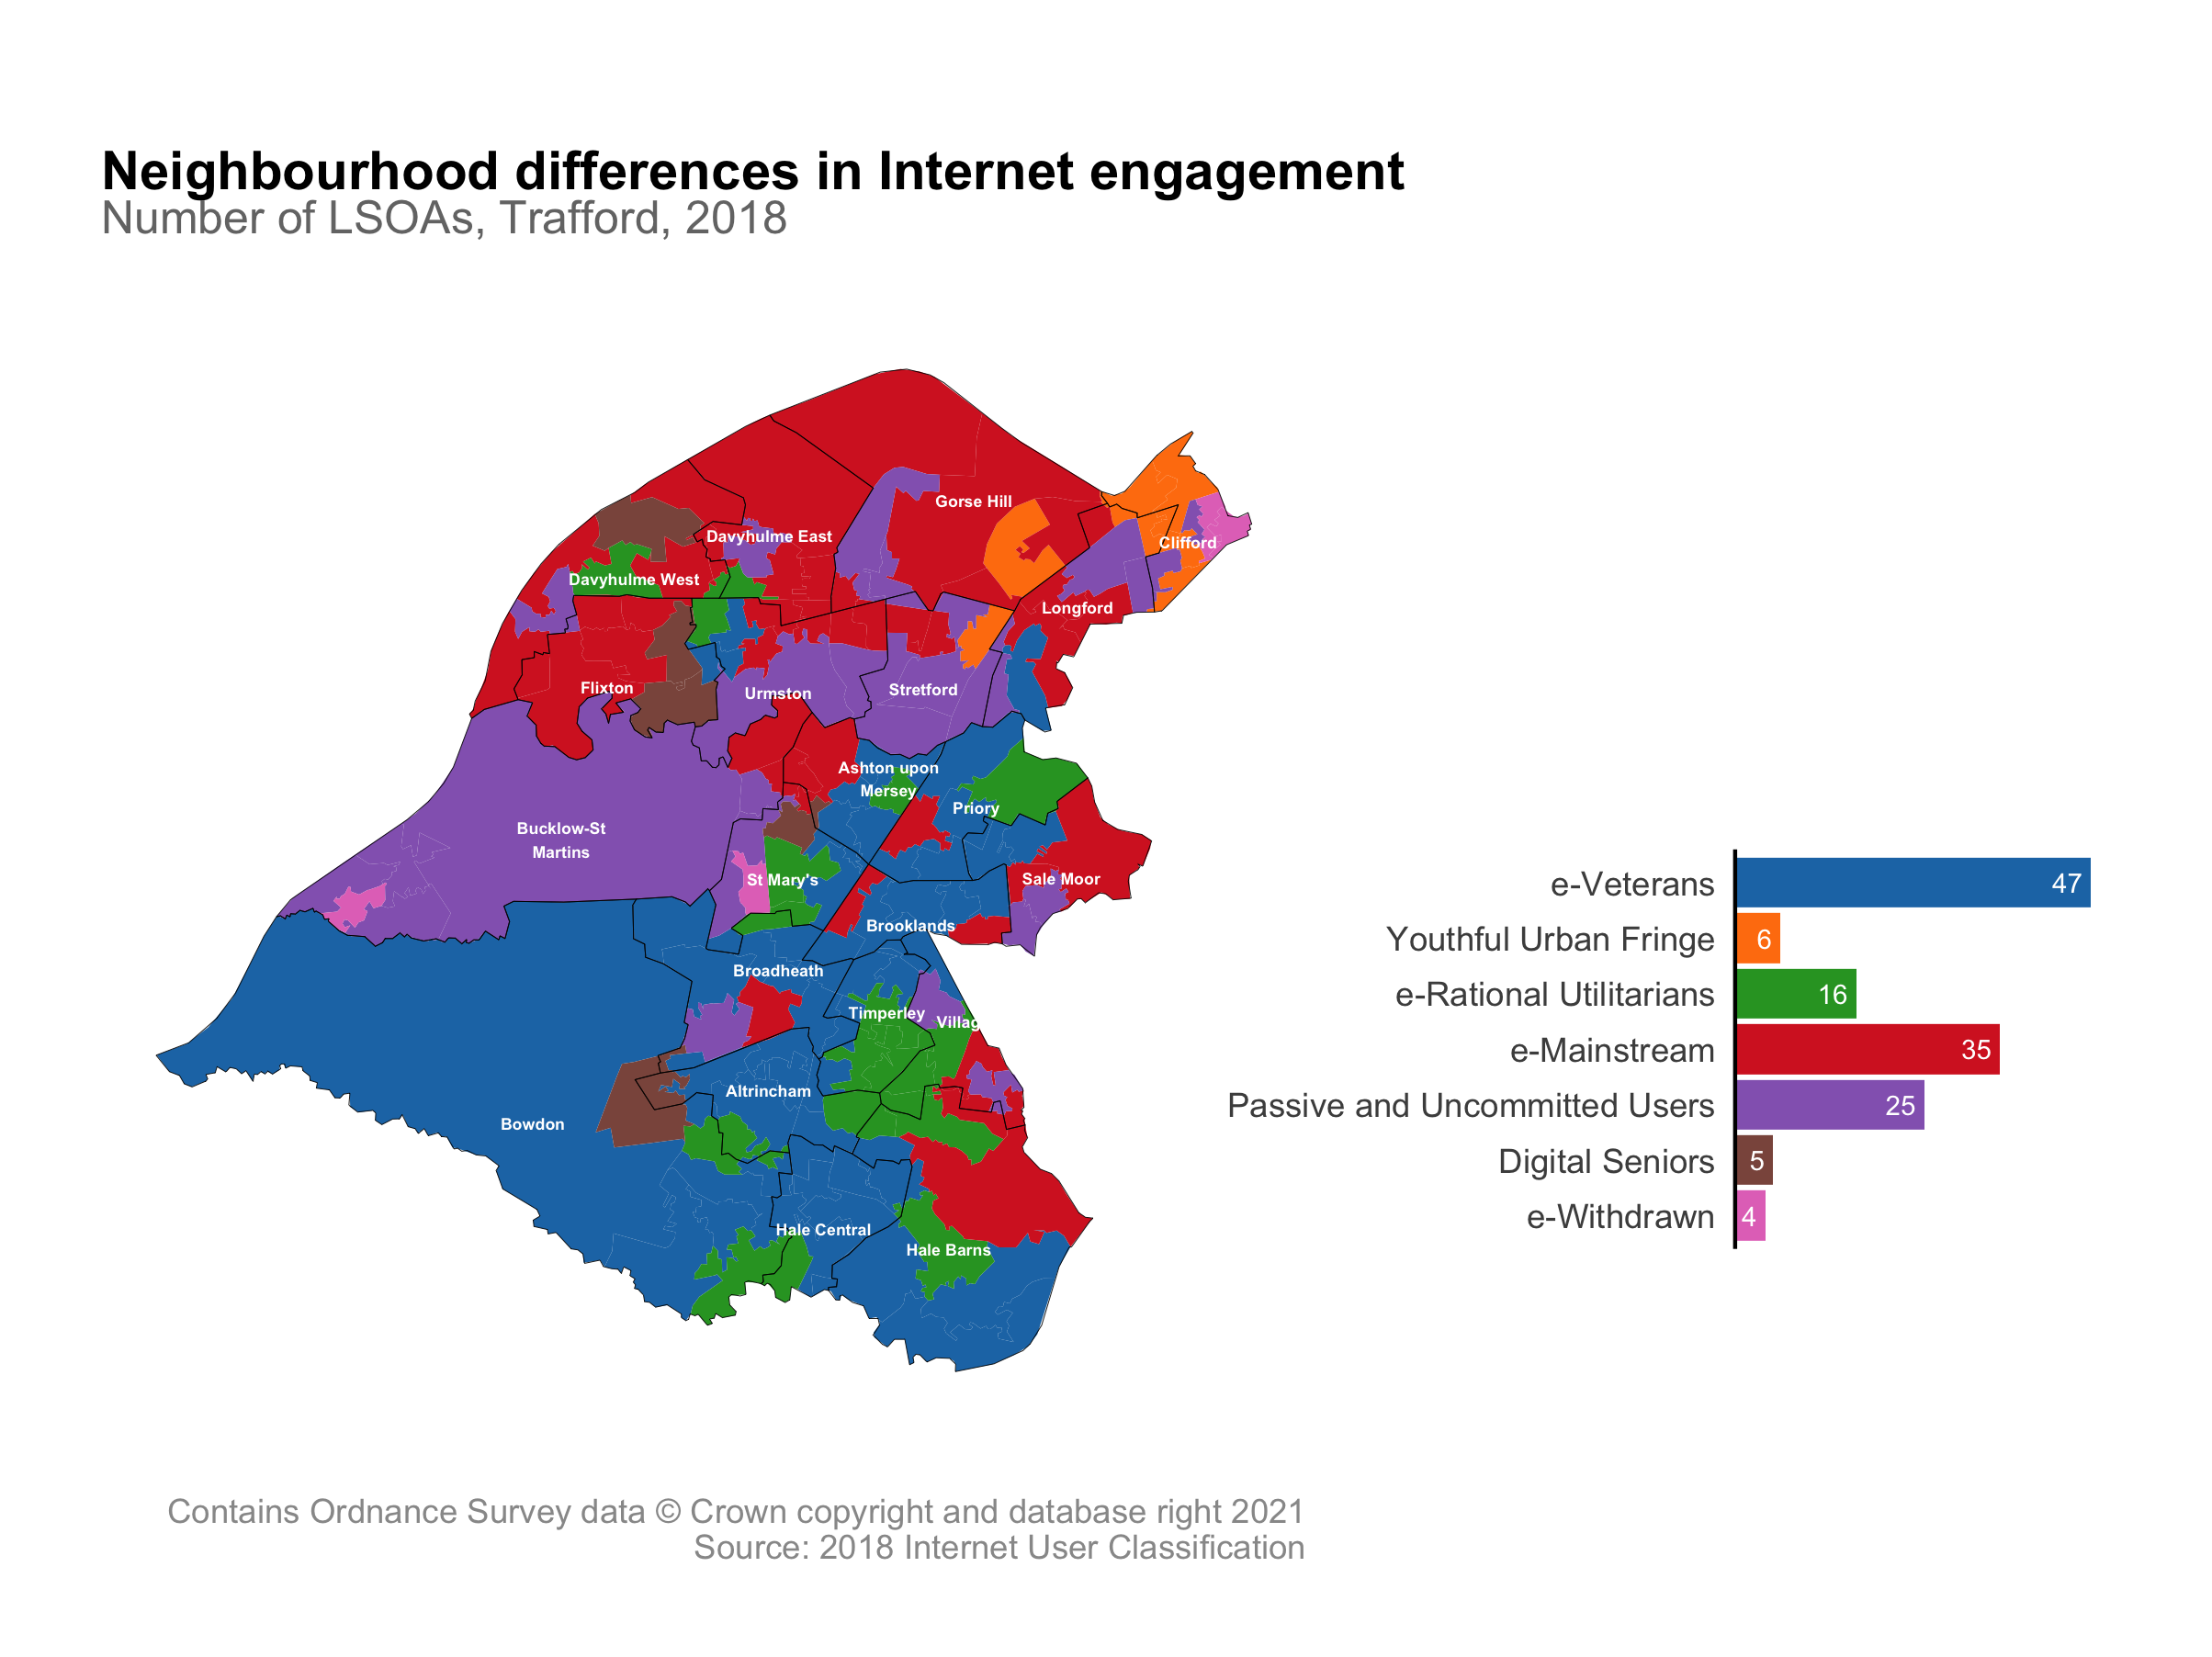 Neighbourhood differences in Internet engagement
Number of LSOAs, Trafford, 2018
Gorse Hill
Davyhulme East
Clifford
Davyhulme West
Longford
Flixton
Urmston
Stretford
Ashton upon
Mersey
Priory
Bucklow-St
Martins
St Mary's
Sale Moor
Brooklands
Broadheath
Timperley
Villag
Altrincham
Bowdon
Hale Central
Hale Barns
e-Veterans 47
Youthful Urban Fringe 6
e-Rational Utilitarians 16
e-Mainstream 35
Passive and Uncommitted Users 25
Digital Seniors 5
e-Withdrawn 4
Contains Ordnance Survey data © Crown copyright and database right 2021
Source: 2018 Internet User Classification